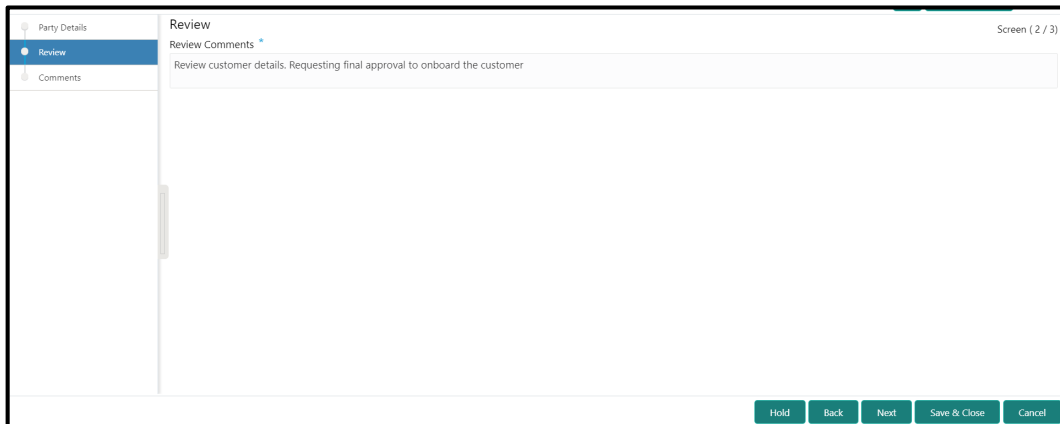 Party Details
Review
Comments
Review
Screen ( 2 / 3)
Review Comments *
Review customer details. Requesting final approval to onboard the customer
Hold
Back
Next
Save & Close
Cancel